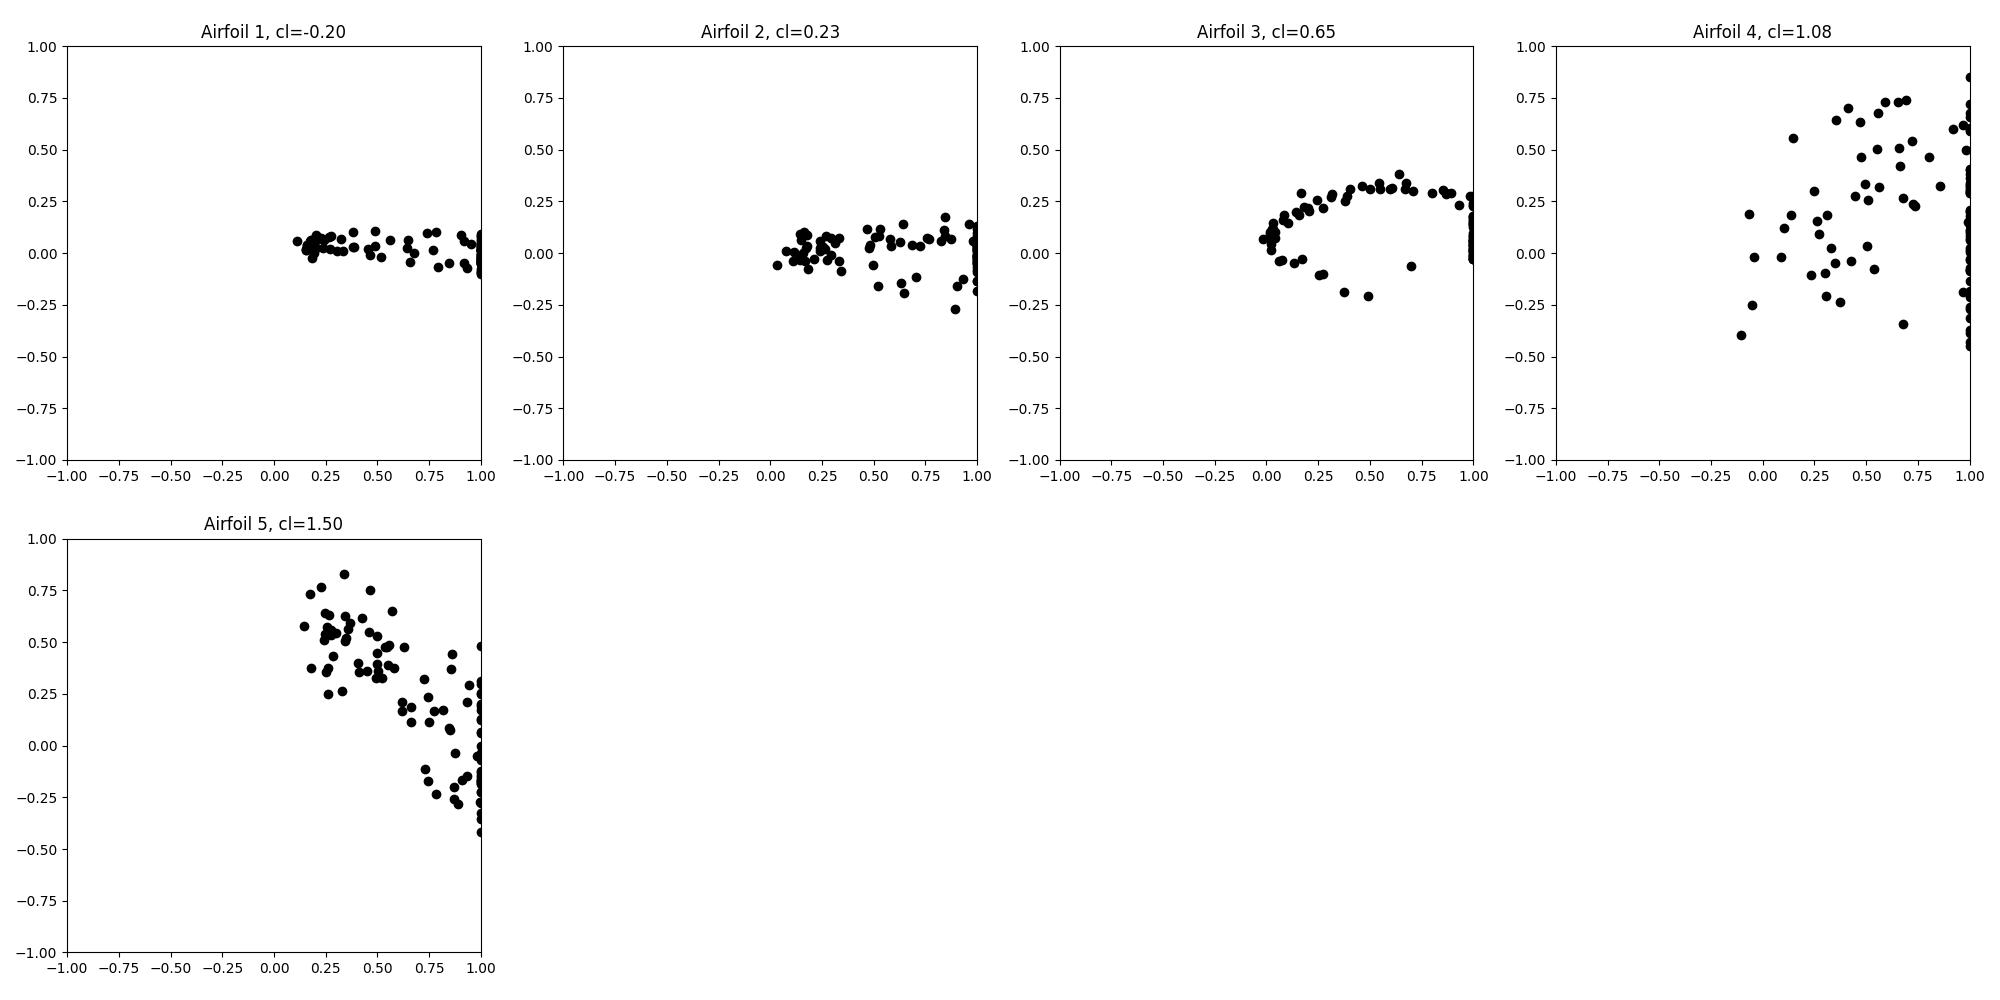 Airfoil 1, cl=-0.20
Airfoil 2, cl=0.23
Airfoil 3, cl=0.65
Airfoil 4, cl=1.08
1.00 1.00 1.00 1.00
0.75 0.75 0.75 0.75
0.50 0.50 0.50 0.50
0.25 0.25 0.25 0.25
0.00 0.00 0.00 0.00
−0.25 −0.25 −0.25 −0.25
−0.50 −0.50 −0.50 −0.50
−0.75 −0.75 −0.75 −0.75
−1.00 −1.00 −1.00 −1.00
−1.00 −0.75 −0.50 −0.25 0.00 0.25 0.50 0.75 1.00
−1.00 −0.75 −0.50 −0.25 0.00 0.25 0.50 0.75 1.00
−1.00 −0.75 −0.50 −0.25 0.00 0.25 0.50 0.75 1.00
−1.00 −0.75 −0.50 −0.25 0.00 0.25 0.50 0.75 1.00
Airfoil 5, cl=1.50
1.00
0.75
0.50
0.25
0.00
−0.25
−0.50
−0.75
−1.00
−1.00 −0.75 −0.50 −0.25 0.00 0.25 0.50 0.75 1.00